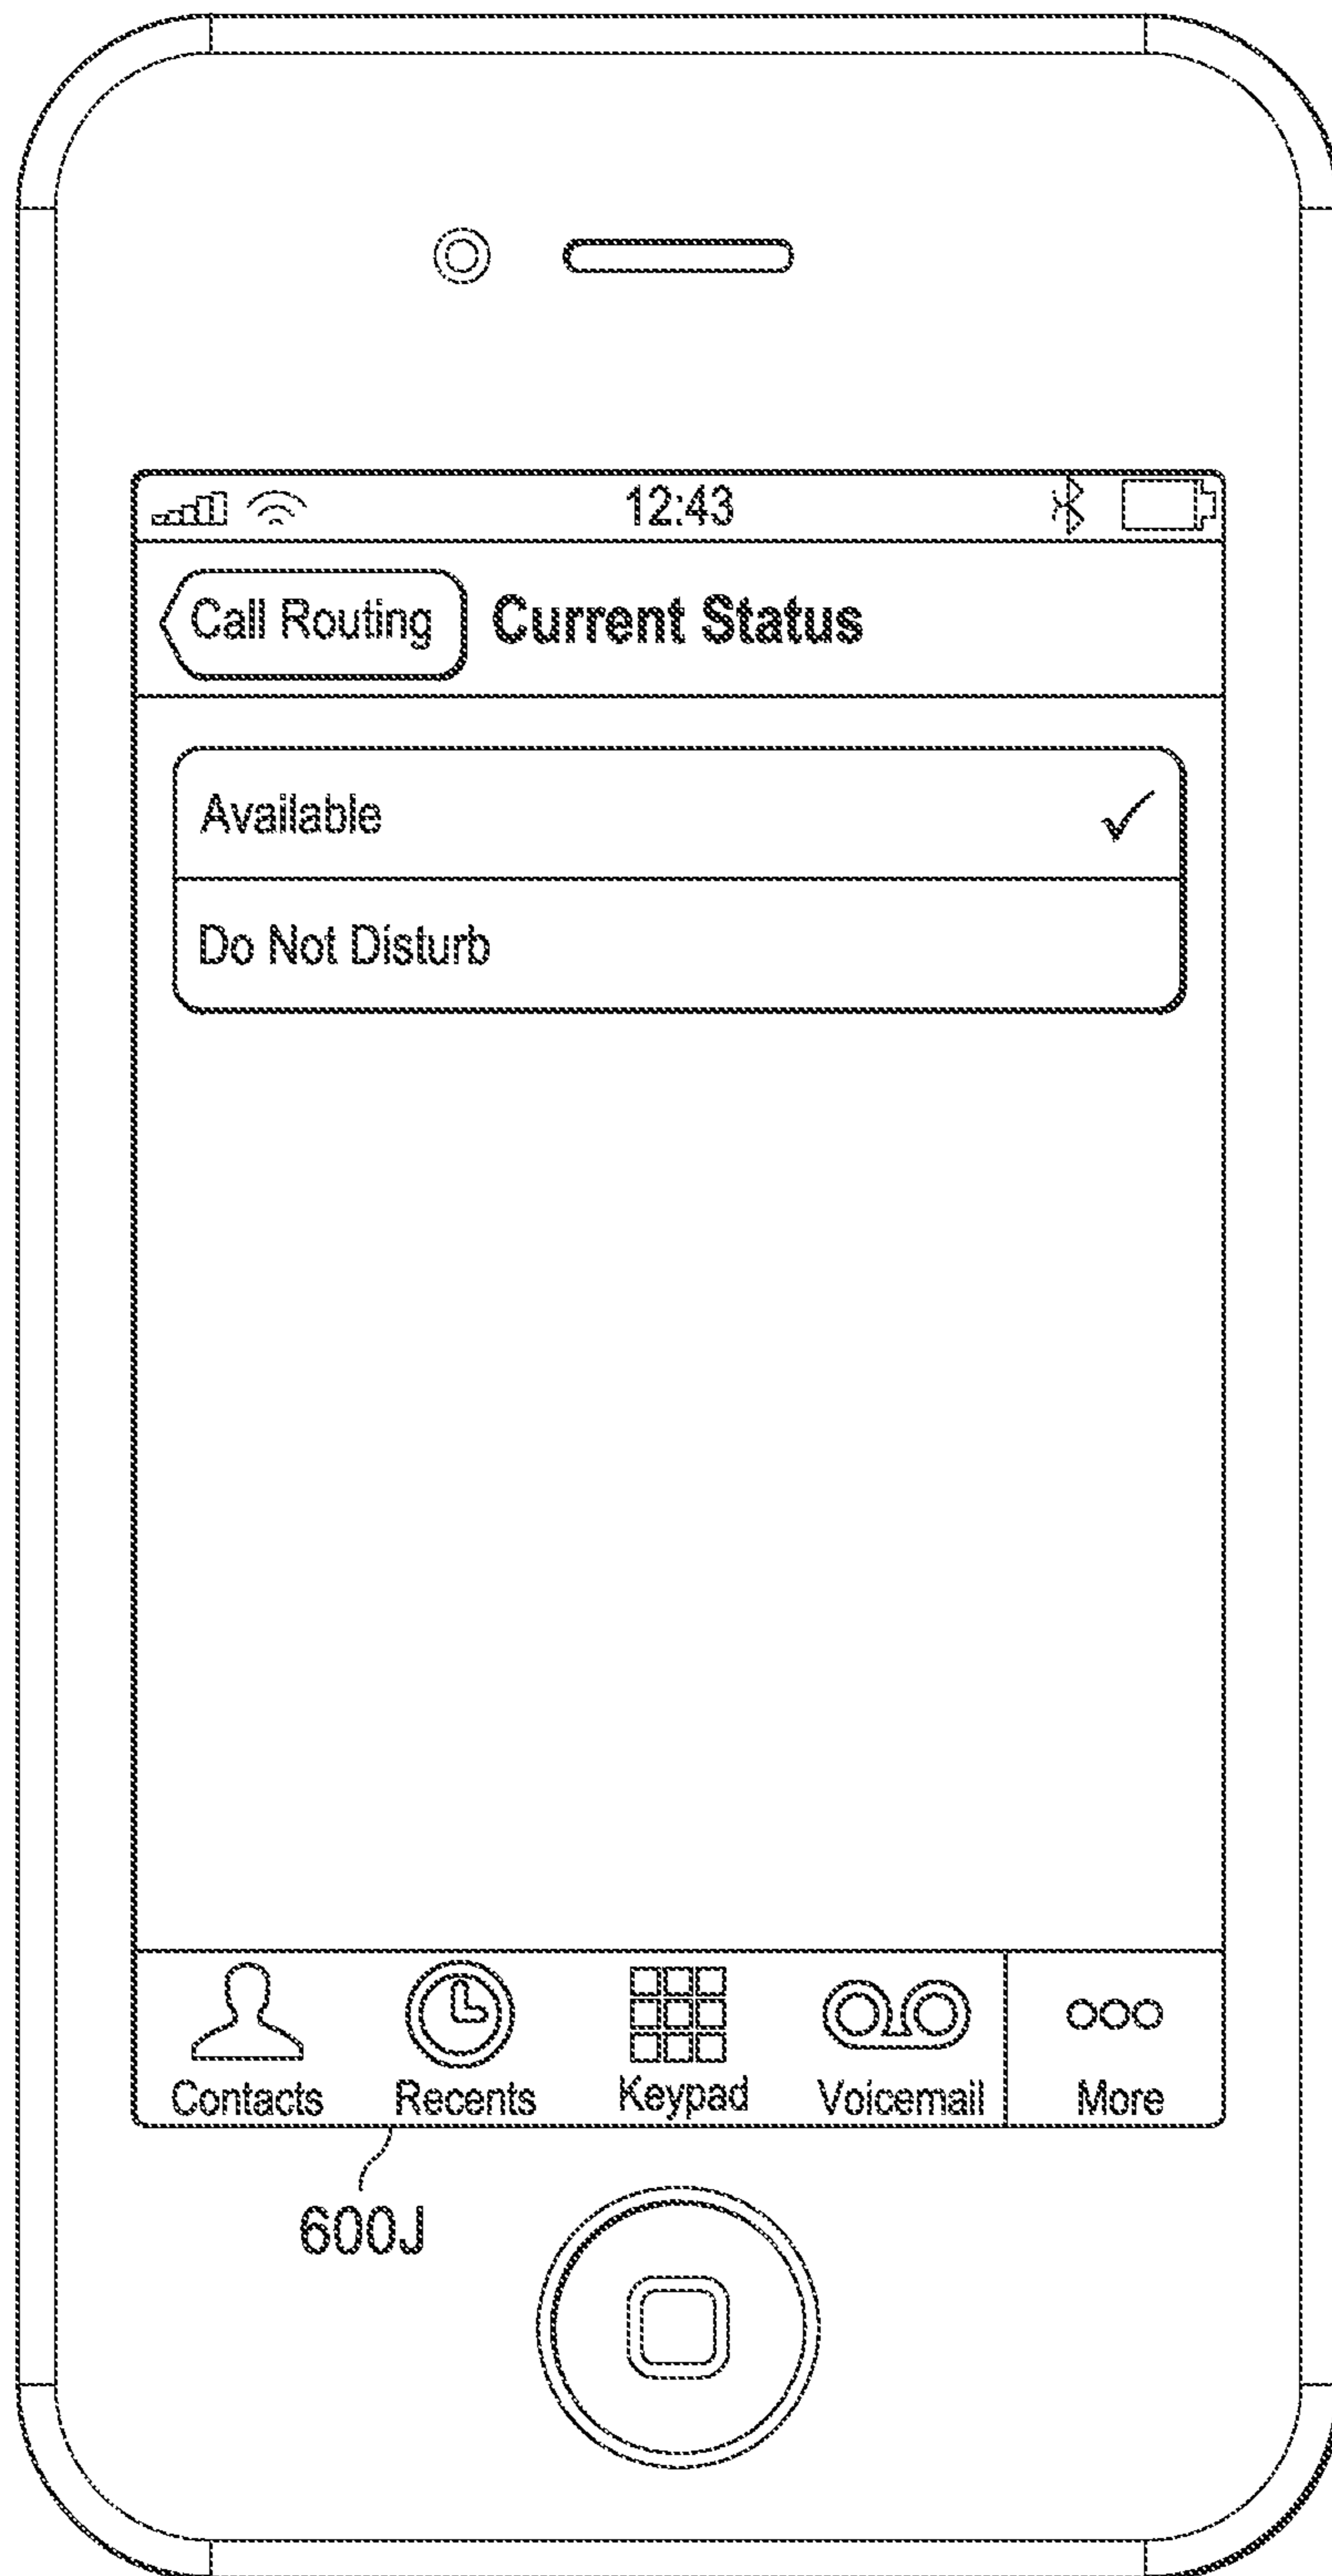 12:43
Call Routing Current Status
Available
Do Not Disturb
Contacts Recents Keypad Voicemail More
600J